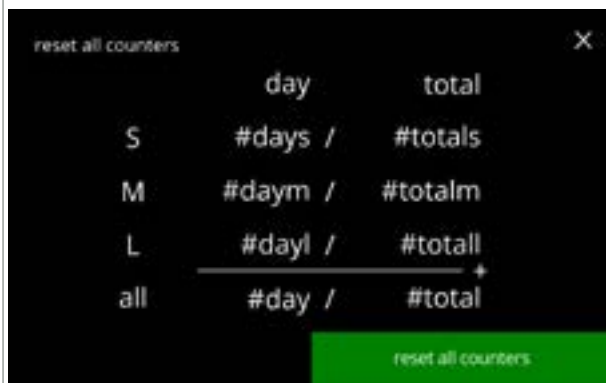 reset all counters X
day total
S #days / #totals
M #daym / #totalm
L #dayl / #totall
+
all #day / #total
reset all counters